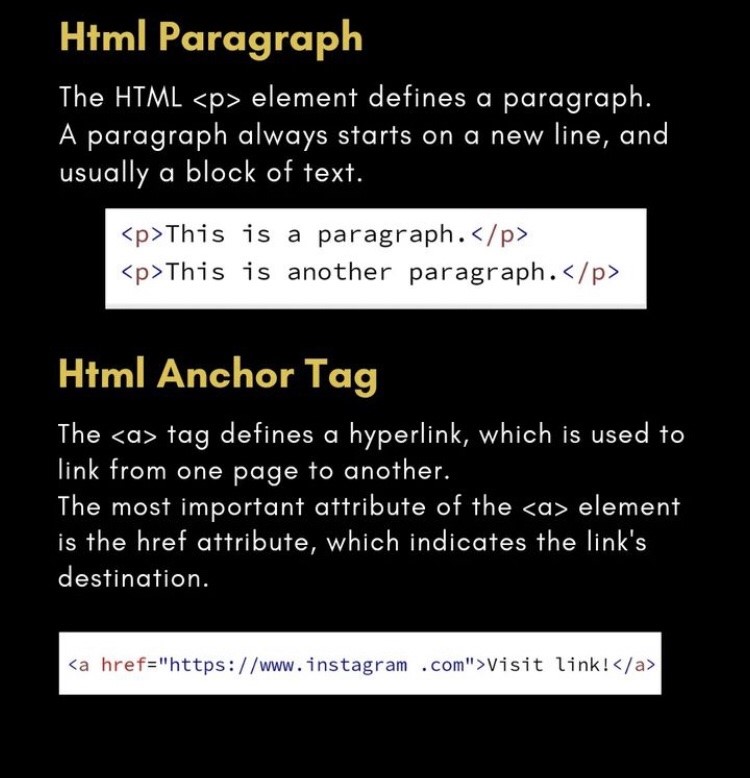 Html Paragraph
The HTML <p> element defines a paragraph.
A paragraph always starts on a new line, and
usually a block of text.
<p>This is a paragraph.</p>
<p>This is another paragraph.</p>
Html Anchor Tag
The <a> tag defines a hyperlink, which is used to
link from one page to another.
The most important attribute of the <a> element
is the href attribute, which indicates the link's
destination.
<a href="https://www.instagram .com">Visit link!</a>